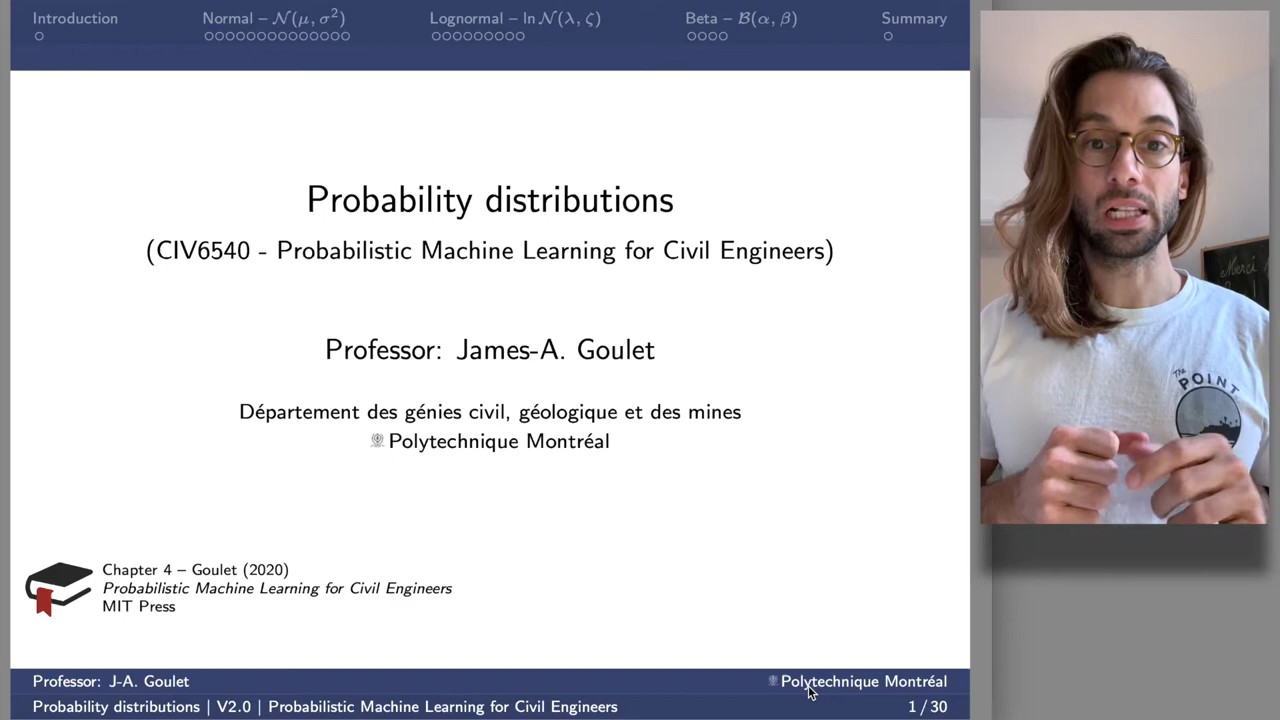 Introduction
Normal – 𝒩(μ, σ²)
Lognormal – ln 𝒩(λ, ζ)
Beta – ℬ(α, β)
Summary
Probability distributions
(CIV6540 - Probabilistic Machine Learning for Civil Engineers)
Professor: James-A. Goulet
Département des génies civil, géologique et des mines
Polytechnique Montréal
Chapter 4 – Goulet (2020)
Probabilistic Machine Learning for Civil Engineers
MIT Press
Professor: J-A. Goulet
Polytechnique Montréal
Probability distributions | V2.0 | Probabilistic Machine Learning for Civil Engineers
1 / 30
Merci
The
POINT